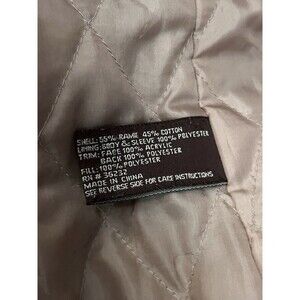 SHELL: 55% RAMIE 45% COTTON
LINING: BODY & SLEEVE 100% POLYESTER
TRIM: FACE 100% ACRYLIC
BACK 100% POLYESTER
FILL: 100% POLYESTER
RN # 36232
MADE IN CHINA
SEE REVERSE SIDE FOR CARE INSTRUCTIONS